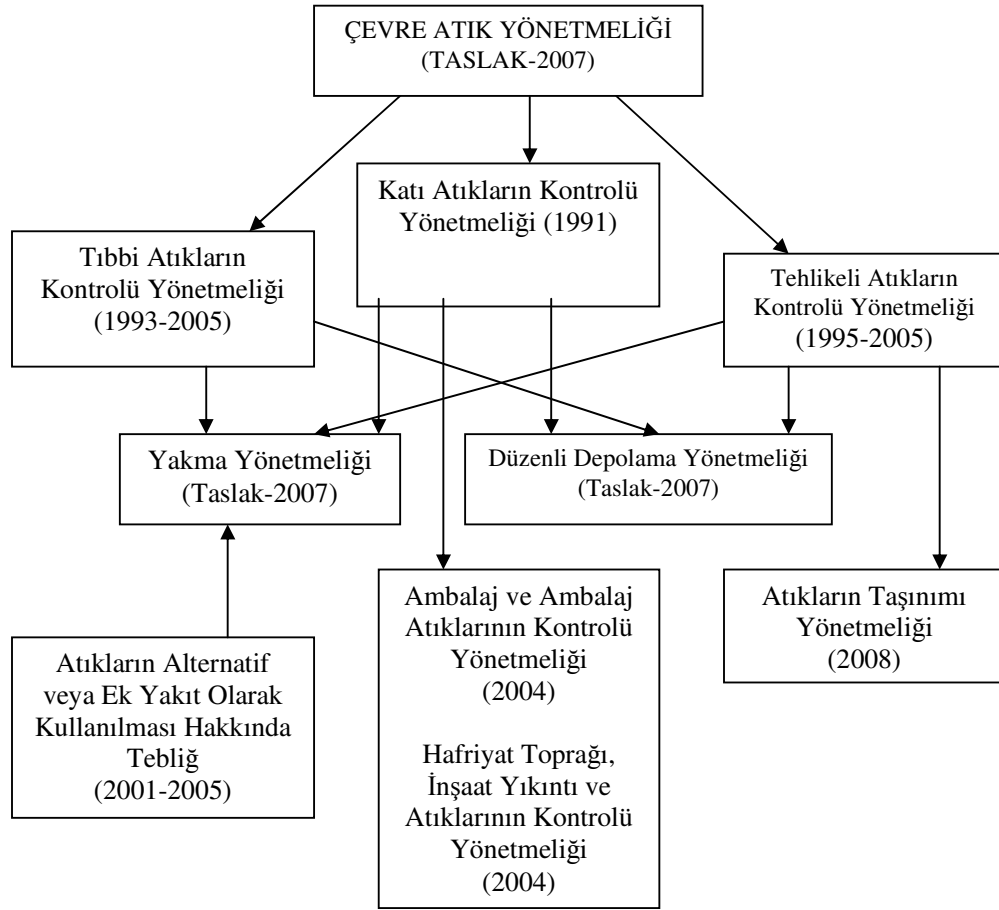 ÇEVRE ATIK YÖNETMELİĞİ
(TASLAK-2007)
Katı Atıkların Kontrolü
Yönetmeliği (1991)
Tıbbi Atıkların
Kontrolü Yönetmeliği
(1993-2005)
Tehlikeli Atıkların
Kontrolü Yönetmeliği
(1995-2005)
Yakma Yönetmeliği
(Taslak-2007)
Düzenli Depolama Yönetmeliği
(Taslak-2007)
Atıkların Alternatif
veya Ek Yakıt Olarak
Kullanılması Hakkında
Tebliğ
(2001-2005)
Ambalaj ve Ambalaj
Atıklarının Kontrolü
Yönetmeliği
(2004)
Hafriyat Toprağı,
İnşaat Yıkıntı ve
Atıklarının Kontrolü
Yönetmeliği
(2004)
Atıkların Taşınımı
Yönetmeliği
(2008)